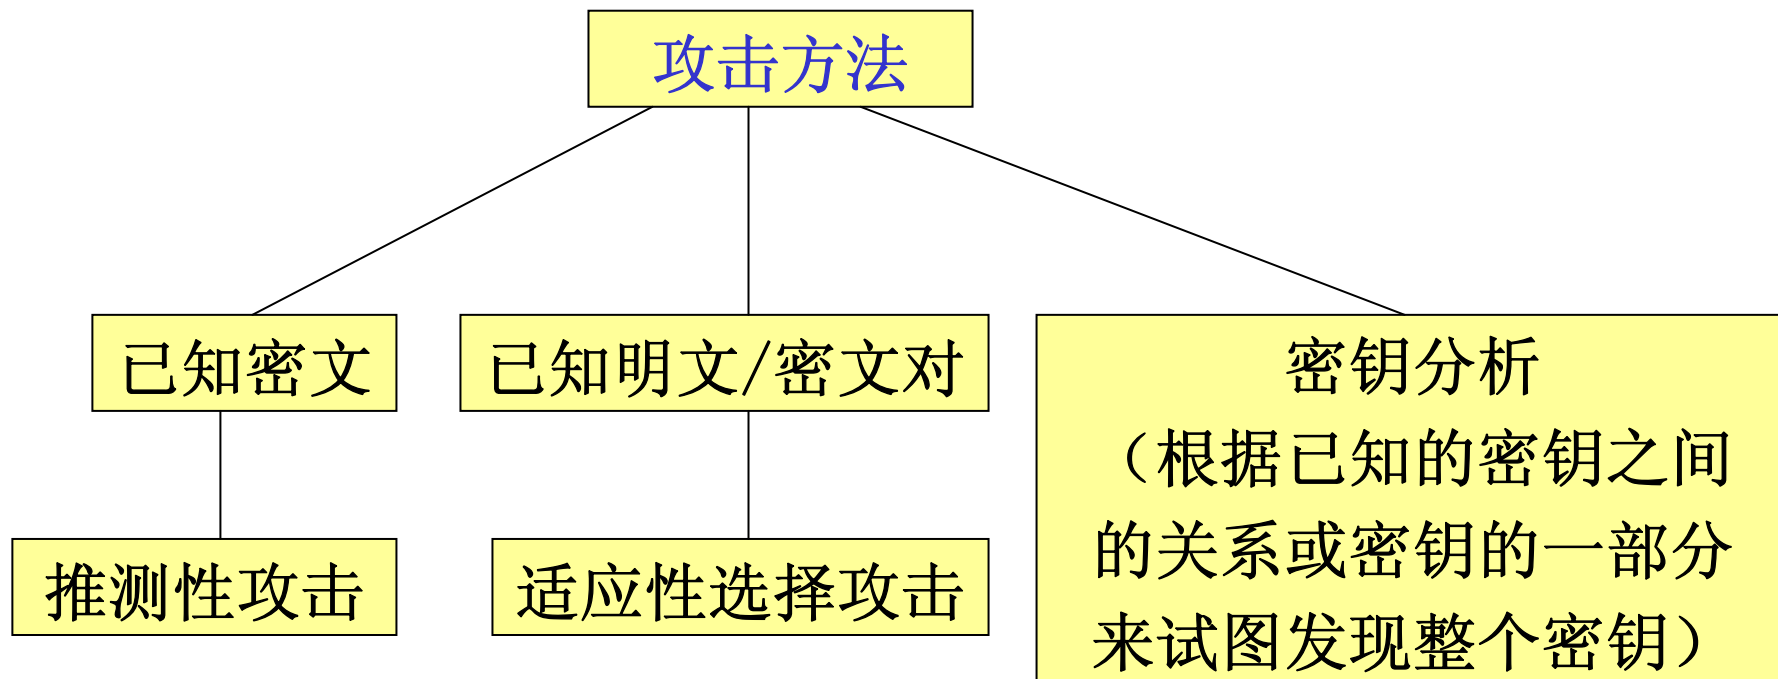 攻击方法
已知密文
已知明文/密文对
密钥分析
（根据已知的密钥之间
的关系或密钥的一部分
来试图发现整个密钥）
推测性攻击
适应性选择攻击